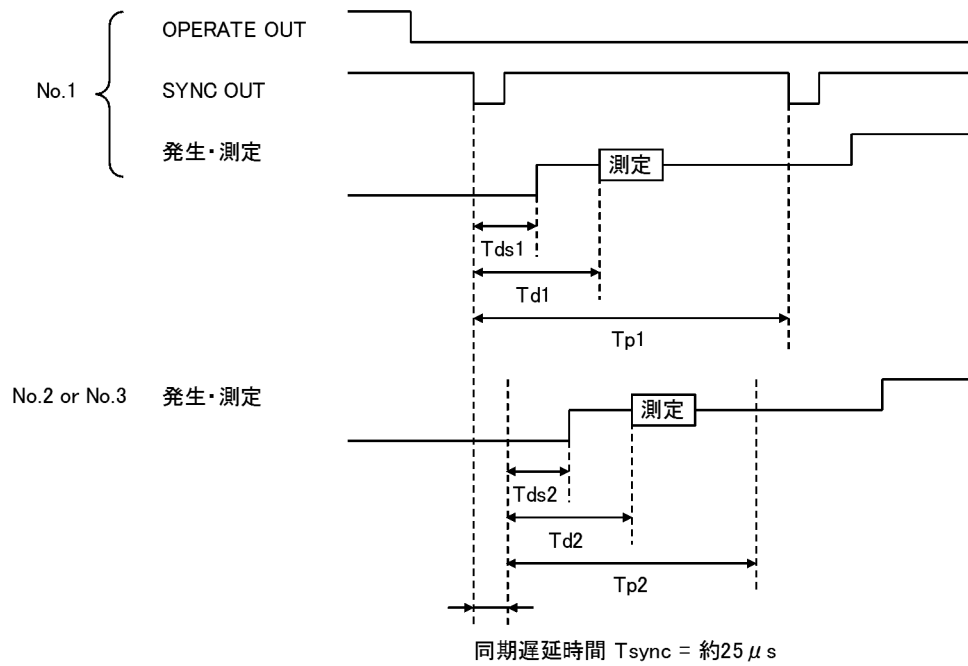 OPERATE OUT
No.1
SYNC OUT
発生・測定
測定
Tds1
Td1
Tp1
No.2 or No.3
発生・測定
測定
Tds2
Td2
Tp2
同期遅延時間 Tsync = 約25μs